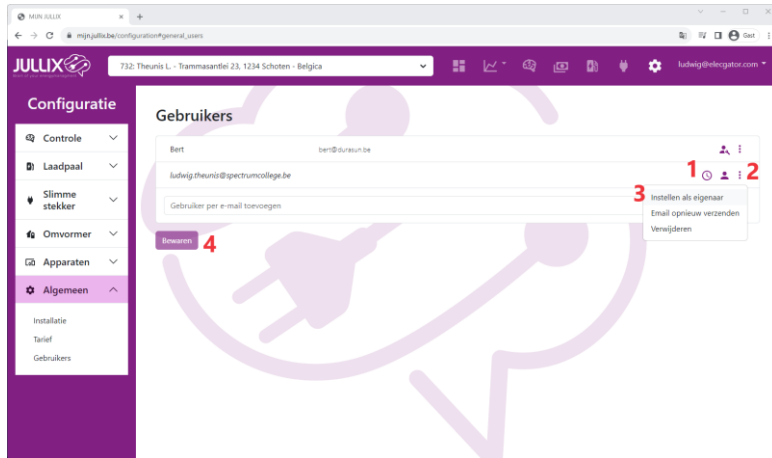 MIJN JULLIX
mijn.jullix.be/configuration#general_users
Gast
JULLIX
732: Theunis L. - Trammasantlei 23, 1234 Schoten - Belgica
ludwig@elecgator.com
Configuratie
Gebruikers
Controle
Laadpaal
Slimme stekker
Omvormer
Apparaten
Algemeen
Installatie
Tarief
Gebruikers
Bert
bert@durasun.be
ludwig.theunis@spectrumcollege.be
1
2
Gebruiker per e-mail toevoegen
3
Instellen als eigenaar
Email opnieuw verzenden
Verwijderen
Bewaren
4